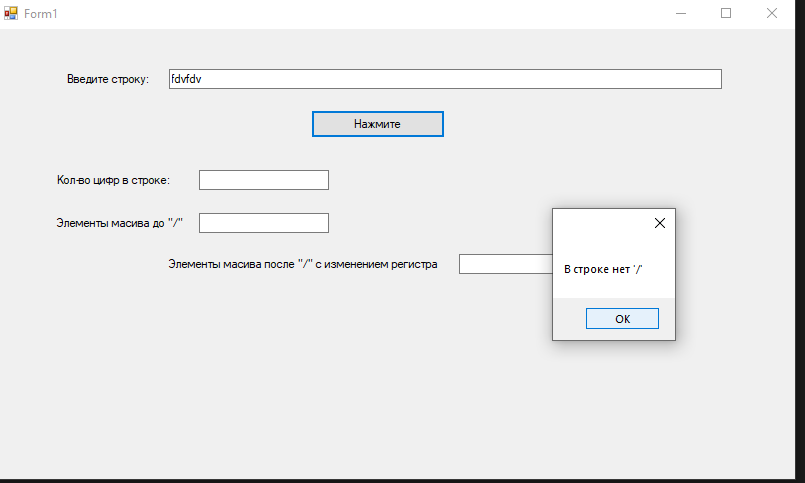 Form1
Введите строку: fdvfdv
Нажмите
Кол-во цифр в строке:
Элементы масива до "/"
Элементы масива после "/" с изменением регистра
В строке нет '/'
OK